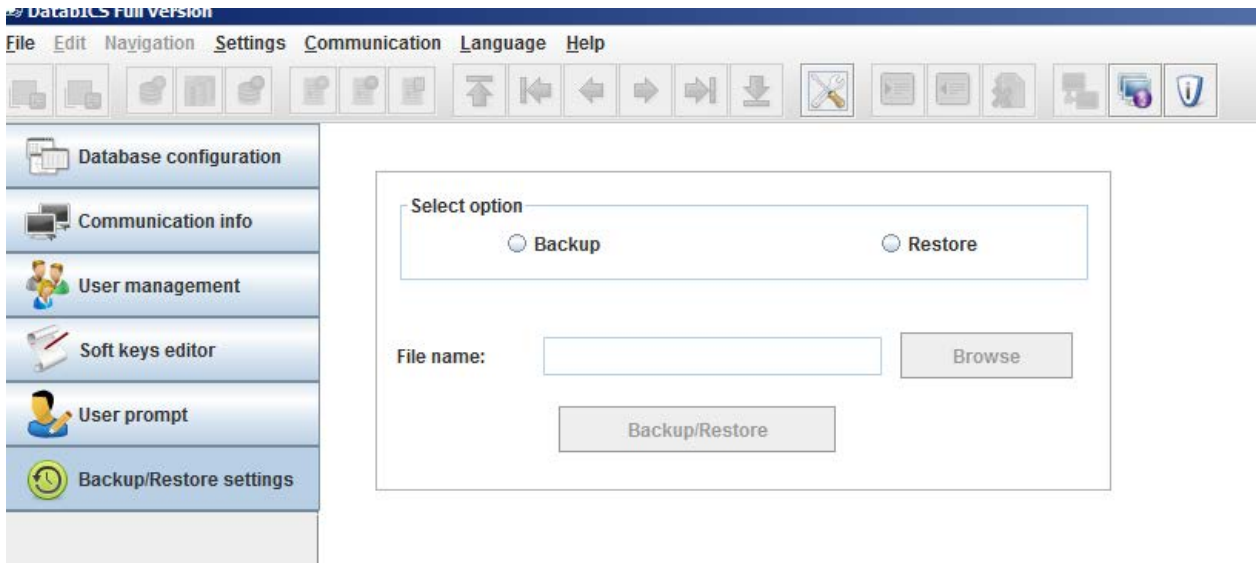 DatabICS Full Version
File Edit Navigation Settings Communication Language Help
Database configuration
Communication info
User management
Soft keys editor
User prompt
Backup/Restore settings
Select option
Backup Restore
File name: Browse
Backup/Restore